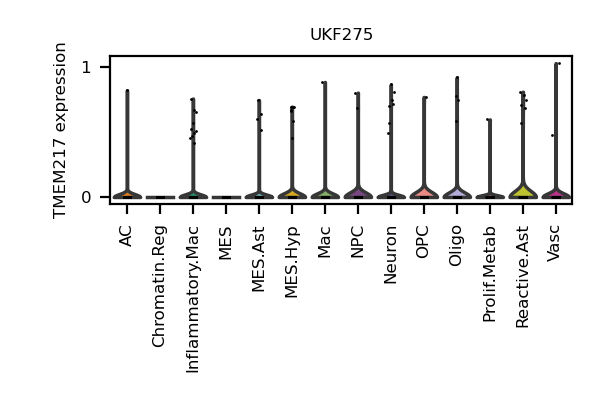 UKF275
TMEM217 expression
1
0
AC
Chromatin.Reg
Inflammatory.Mac
MES
MES.Ast
MES.Hyp
Mac
NPC
Neuron
OPC
Oligo
Prolif.Metab
Reactive.Ast
Vasc